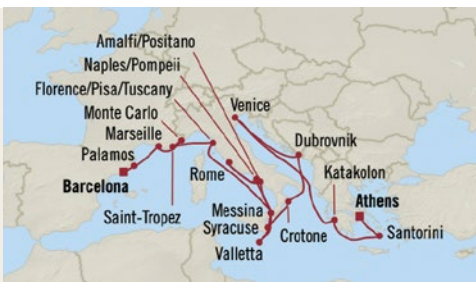 Amalfi/Positano
Naples/Pompeii
Florence/Pisa/Tuscany
Monte Carlo
Marseille
Palamos
Barcelona
Saint-Tropez
Rome
Venice
Dubrovnik
Katakolon
Athens
Messina
Syracuse
Valletta
Crotone
Santorini